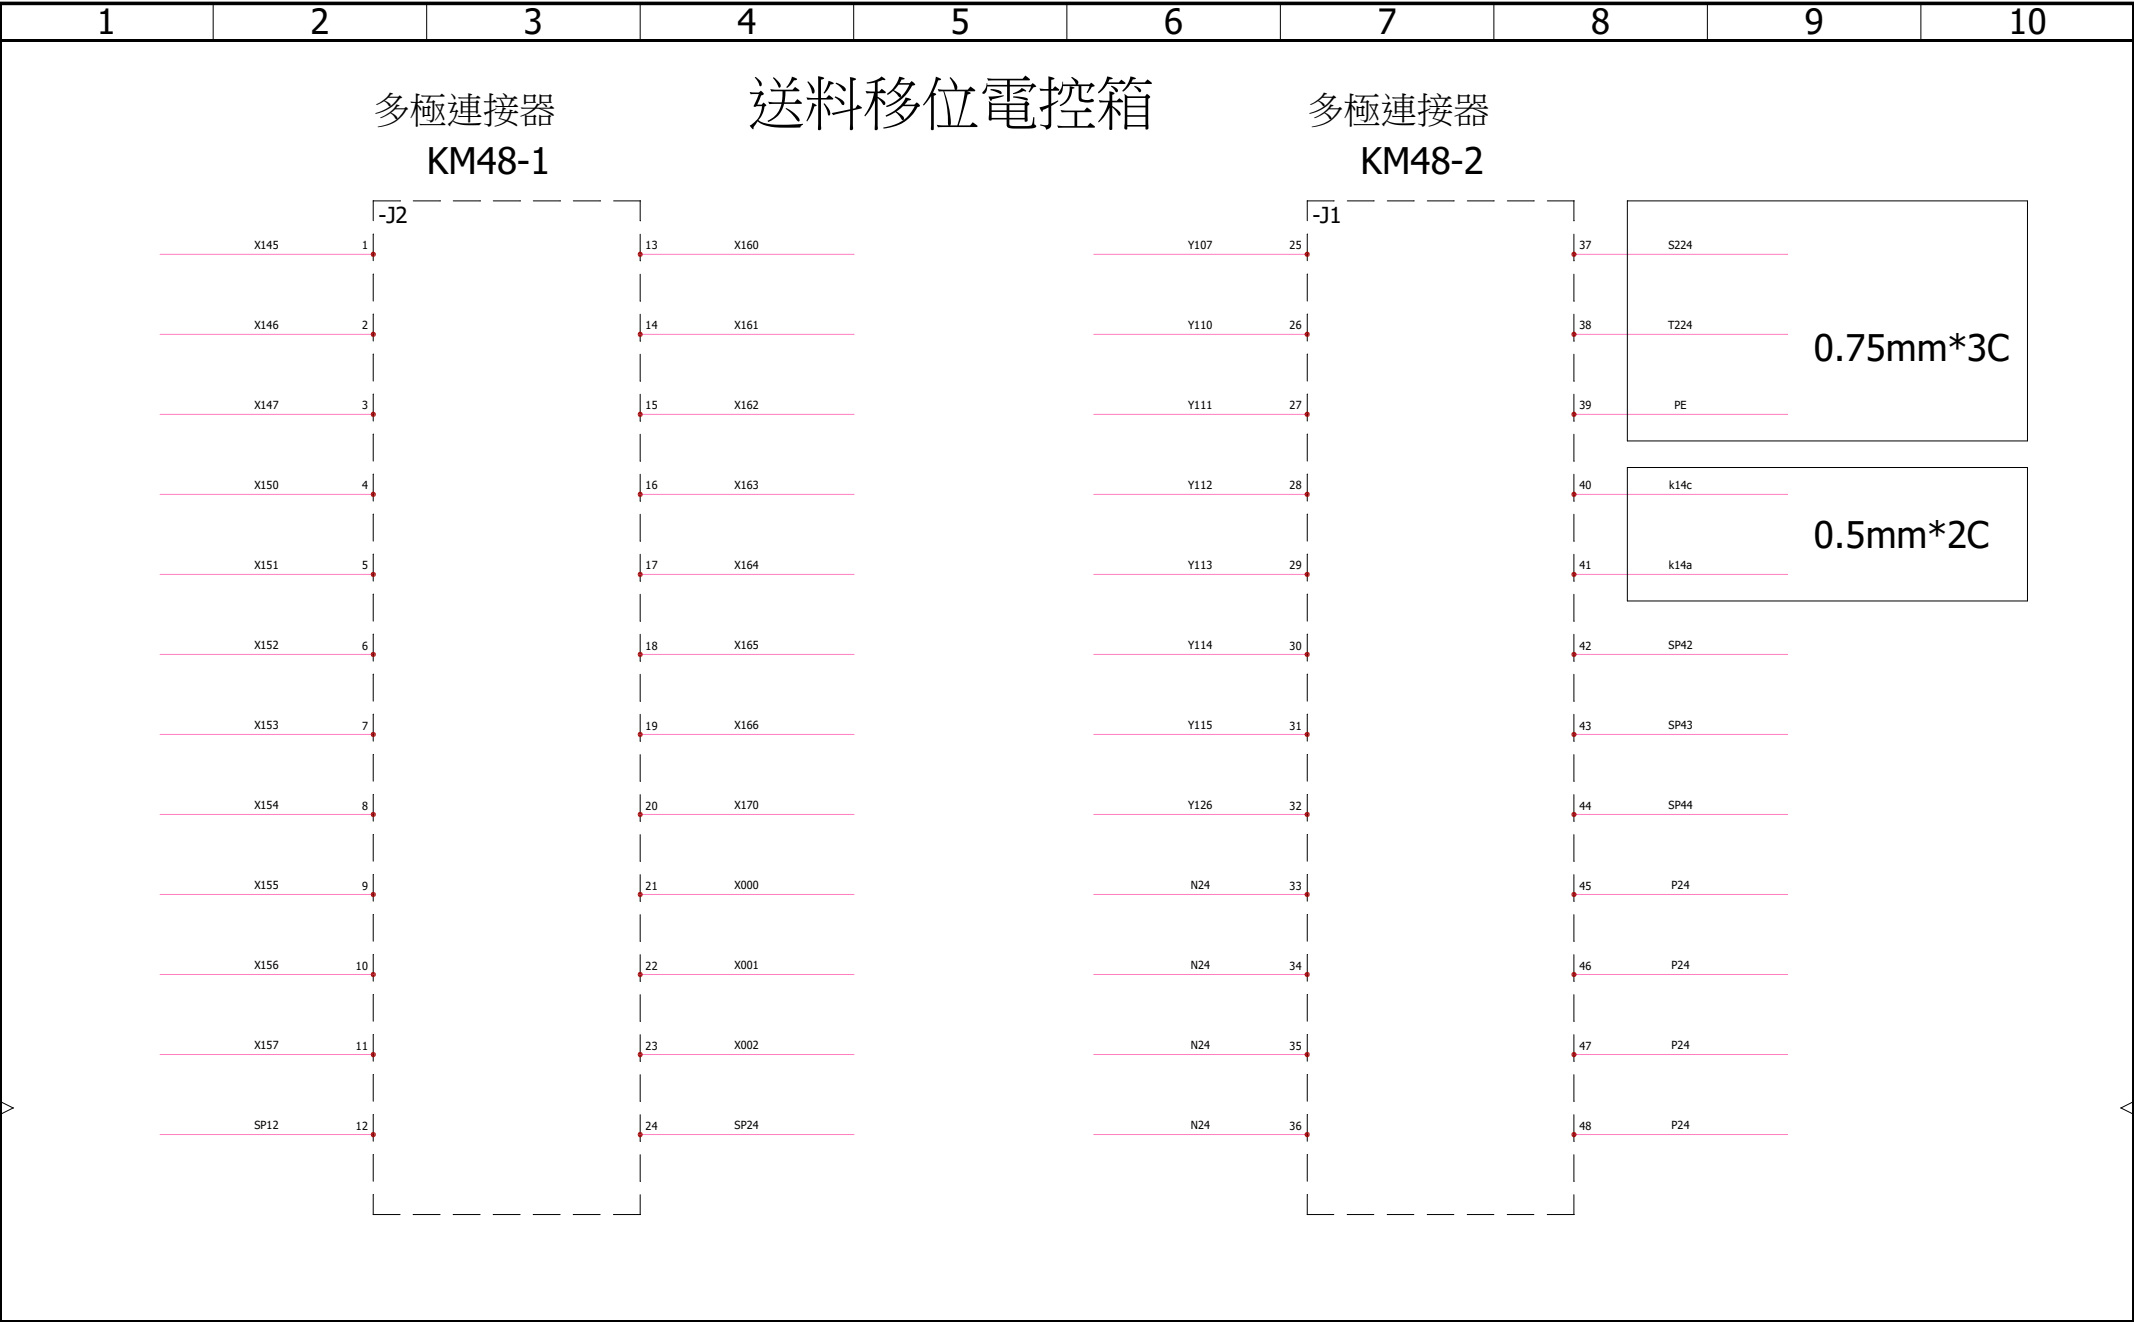 1 2 3 4 5 6 7 8 9 10
送料移位電控箱
多極連接器 多極連接器
KM48-1 KM48-2
-J2 -J1
X145 1 13 X160 Y107 25 37 S224
X146 2 14 X161 Y110 26 38 T224
0.75mm*3C
X147 3 15 X162 Y111 27 39 PE
X150 4 16 X163 Y112 28 40 k14c
0.5mm*2C
X151 5 17 X164 Y113 29 41 k14a
X152 6 18 X165 Y114 30 42 SP42
X153 7 19 X166 Y115 31 43 SP43
X154 8 20 X170 Y126 32 44 SP44
X155 9 21 X000 N24 33 45 P24
X156 10 22 X001 N24 34 46 P24
X157 11 23 X002 N24 35 47 P24
SP12 12 24 SP24 N24 36 48 P24